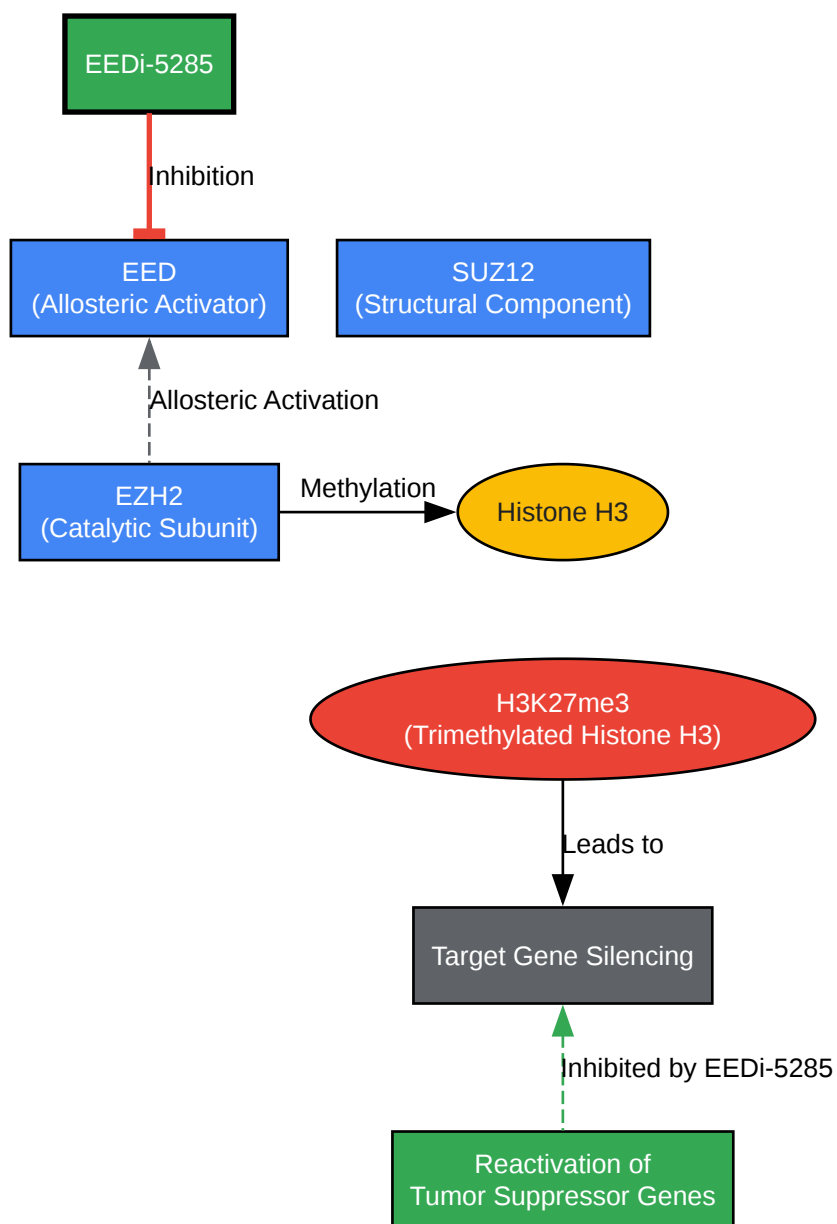 EEDi-5285
Inhibition
EED
(Allosteric Activator)
SUZ12
(Structural Component)
Allosteric Activation
EZH2
(Catalytic Subunit)
Methylation
Histone H3
H3K27me3
(Trimethylated Histone H3)
Leads to
Target Gene Silencing
Inhibited by EEDi-5285
Reactivation of
Tumor Suppressor Genes